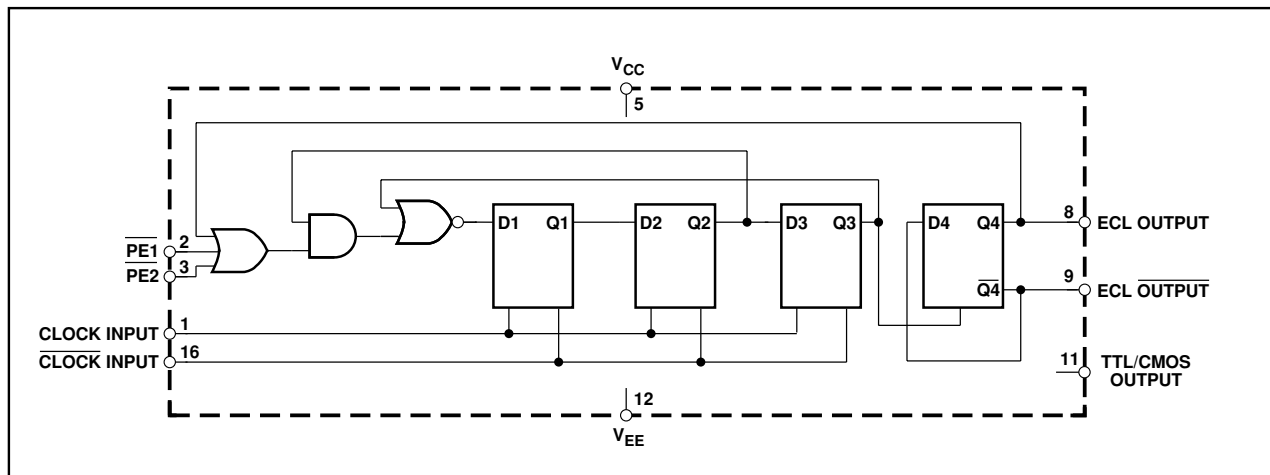 VCC
5
D1 Q1
D2 Q2
D3 Q3
D4 Q4
Q4
8 ECL OUTPUT
PE1 2
PE2 3
9 ECL OUTPUT
CLOCK INPUT 1
CLOCK INPUT 16
11 TTL/CMOS
OUTPUT
12
VEE